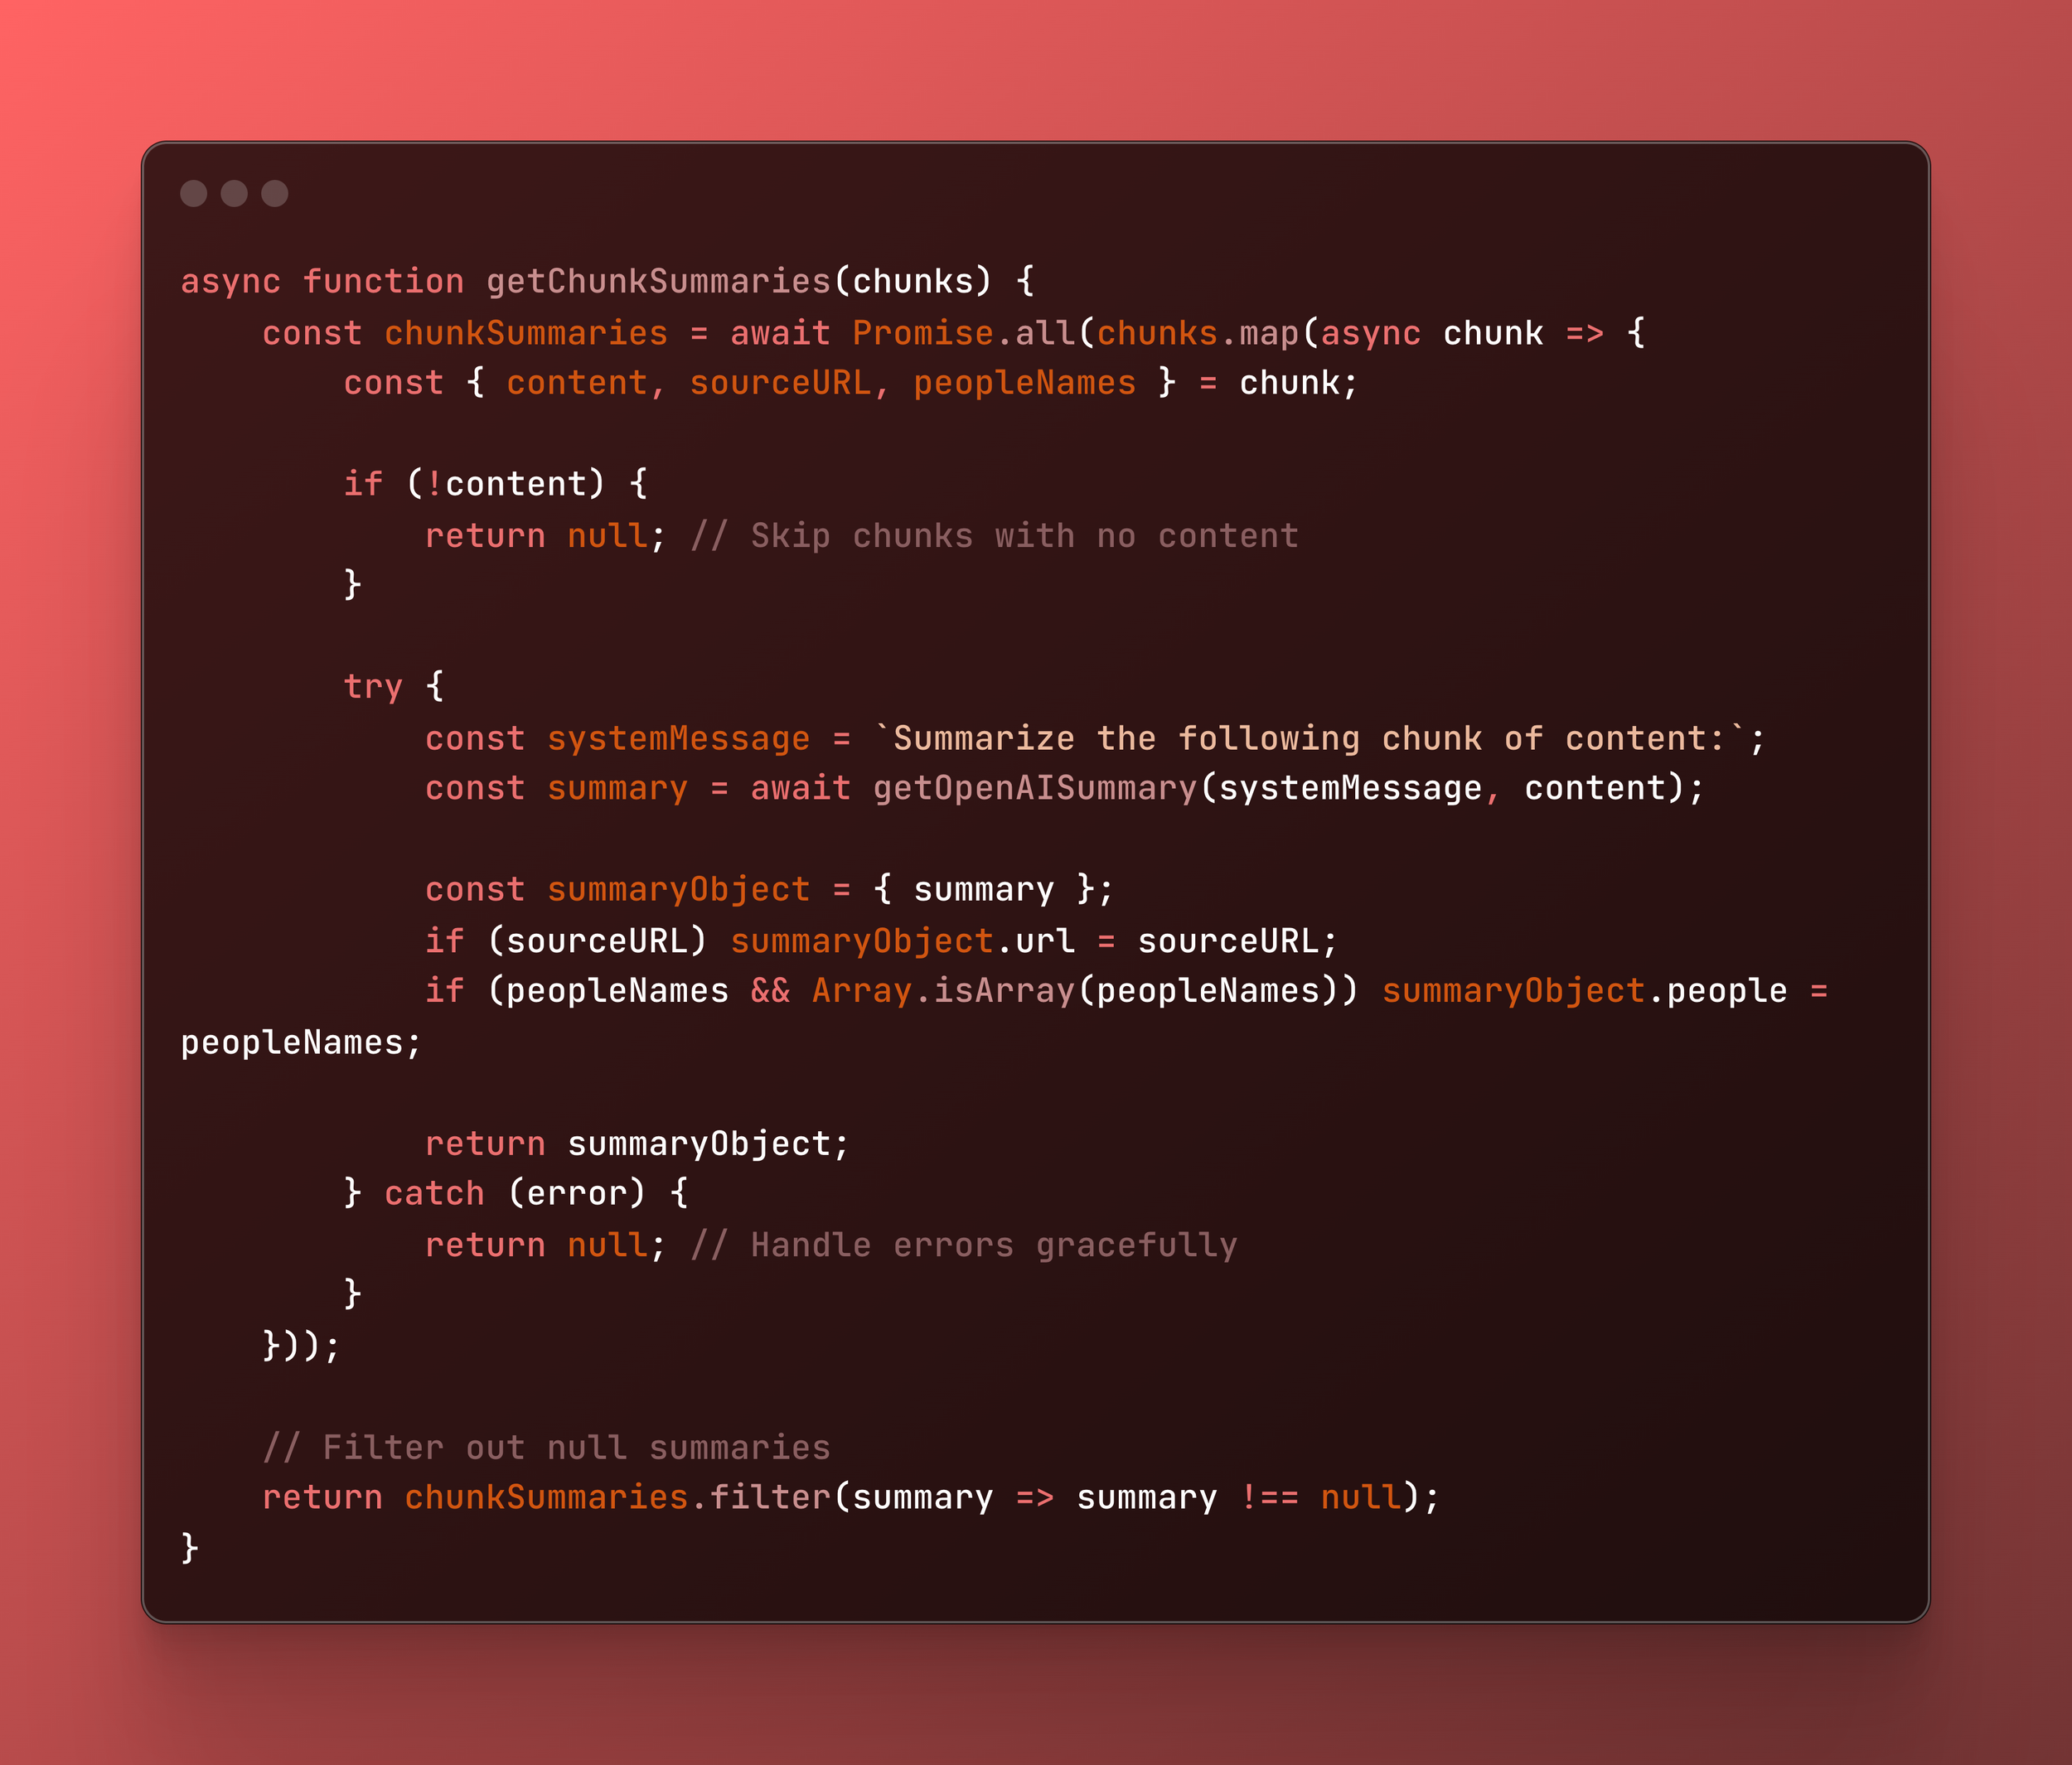 async function getChunkSummaries(chunks) {
    const chunkSummaries = await Promise.all(chunks.map(async chunk => {
        const { content, sourceURL, peopleNames } = chunk;

        if (!content) {
            return null; // Skip chunks with no content
        }

        try {
            const systemMessage = `Summarize the following chunk of content:`;
            const summary = await getOpenAISummary(systemMessage, content);

            const summaryObject = { summary };
            if (sourceURL) summaryObject.url = sourceURL;
            if (peopleNames && Array.isArray(peopleNames)) summaryObject.people =
peopleNames;

            return summaryObject;
        } catch (error) {
            return null; // Handle errors gracefully
        }
    }));

    // Filter out null summaries
    return chunkSummaries.filter(summary => summary !== null);
}